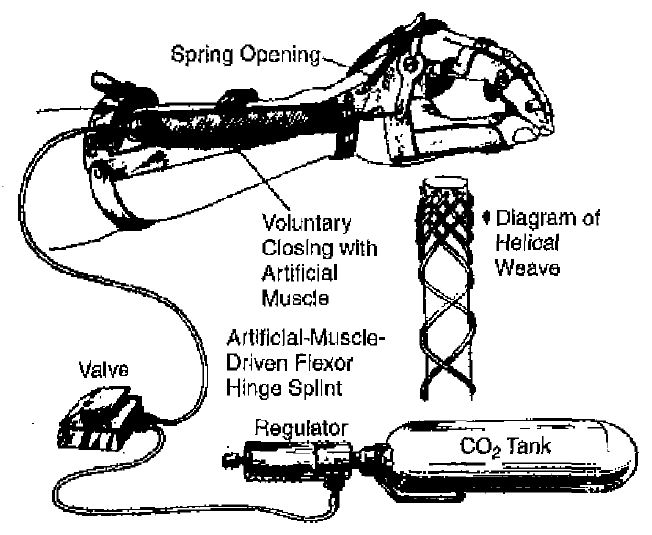 Spring Opening
Voluntary
Closing with
Artificial
Muscle
Diagram of
Helical
Weave
Artificial-Muscle-
Driven Flexor
Hinge Splint
Valve
Regulator
CO₂ Tank